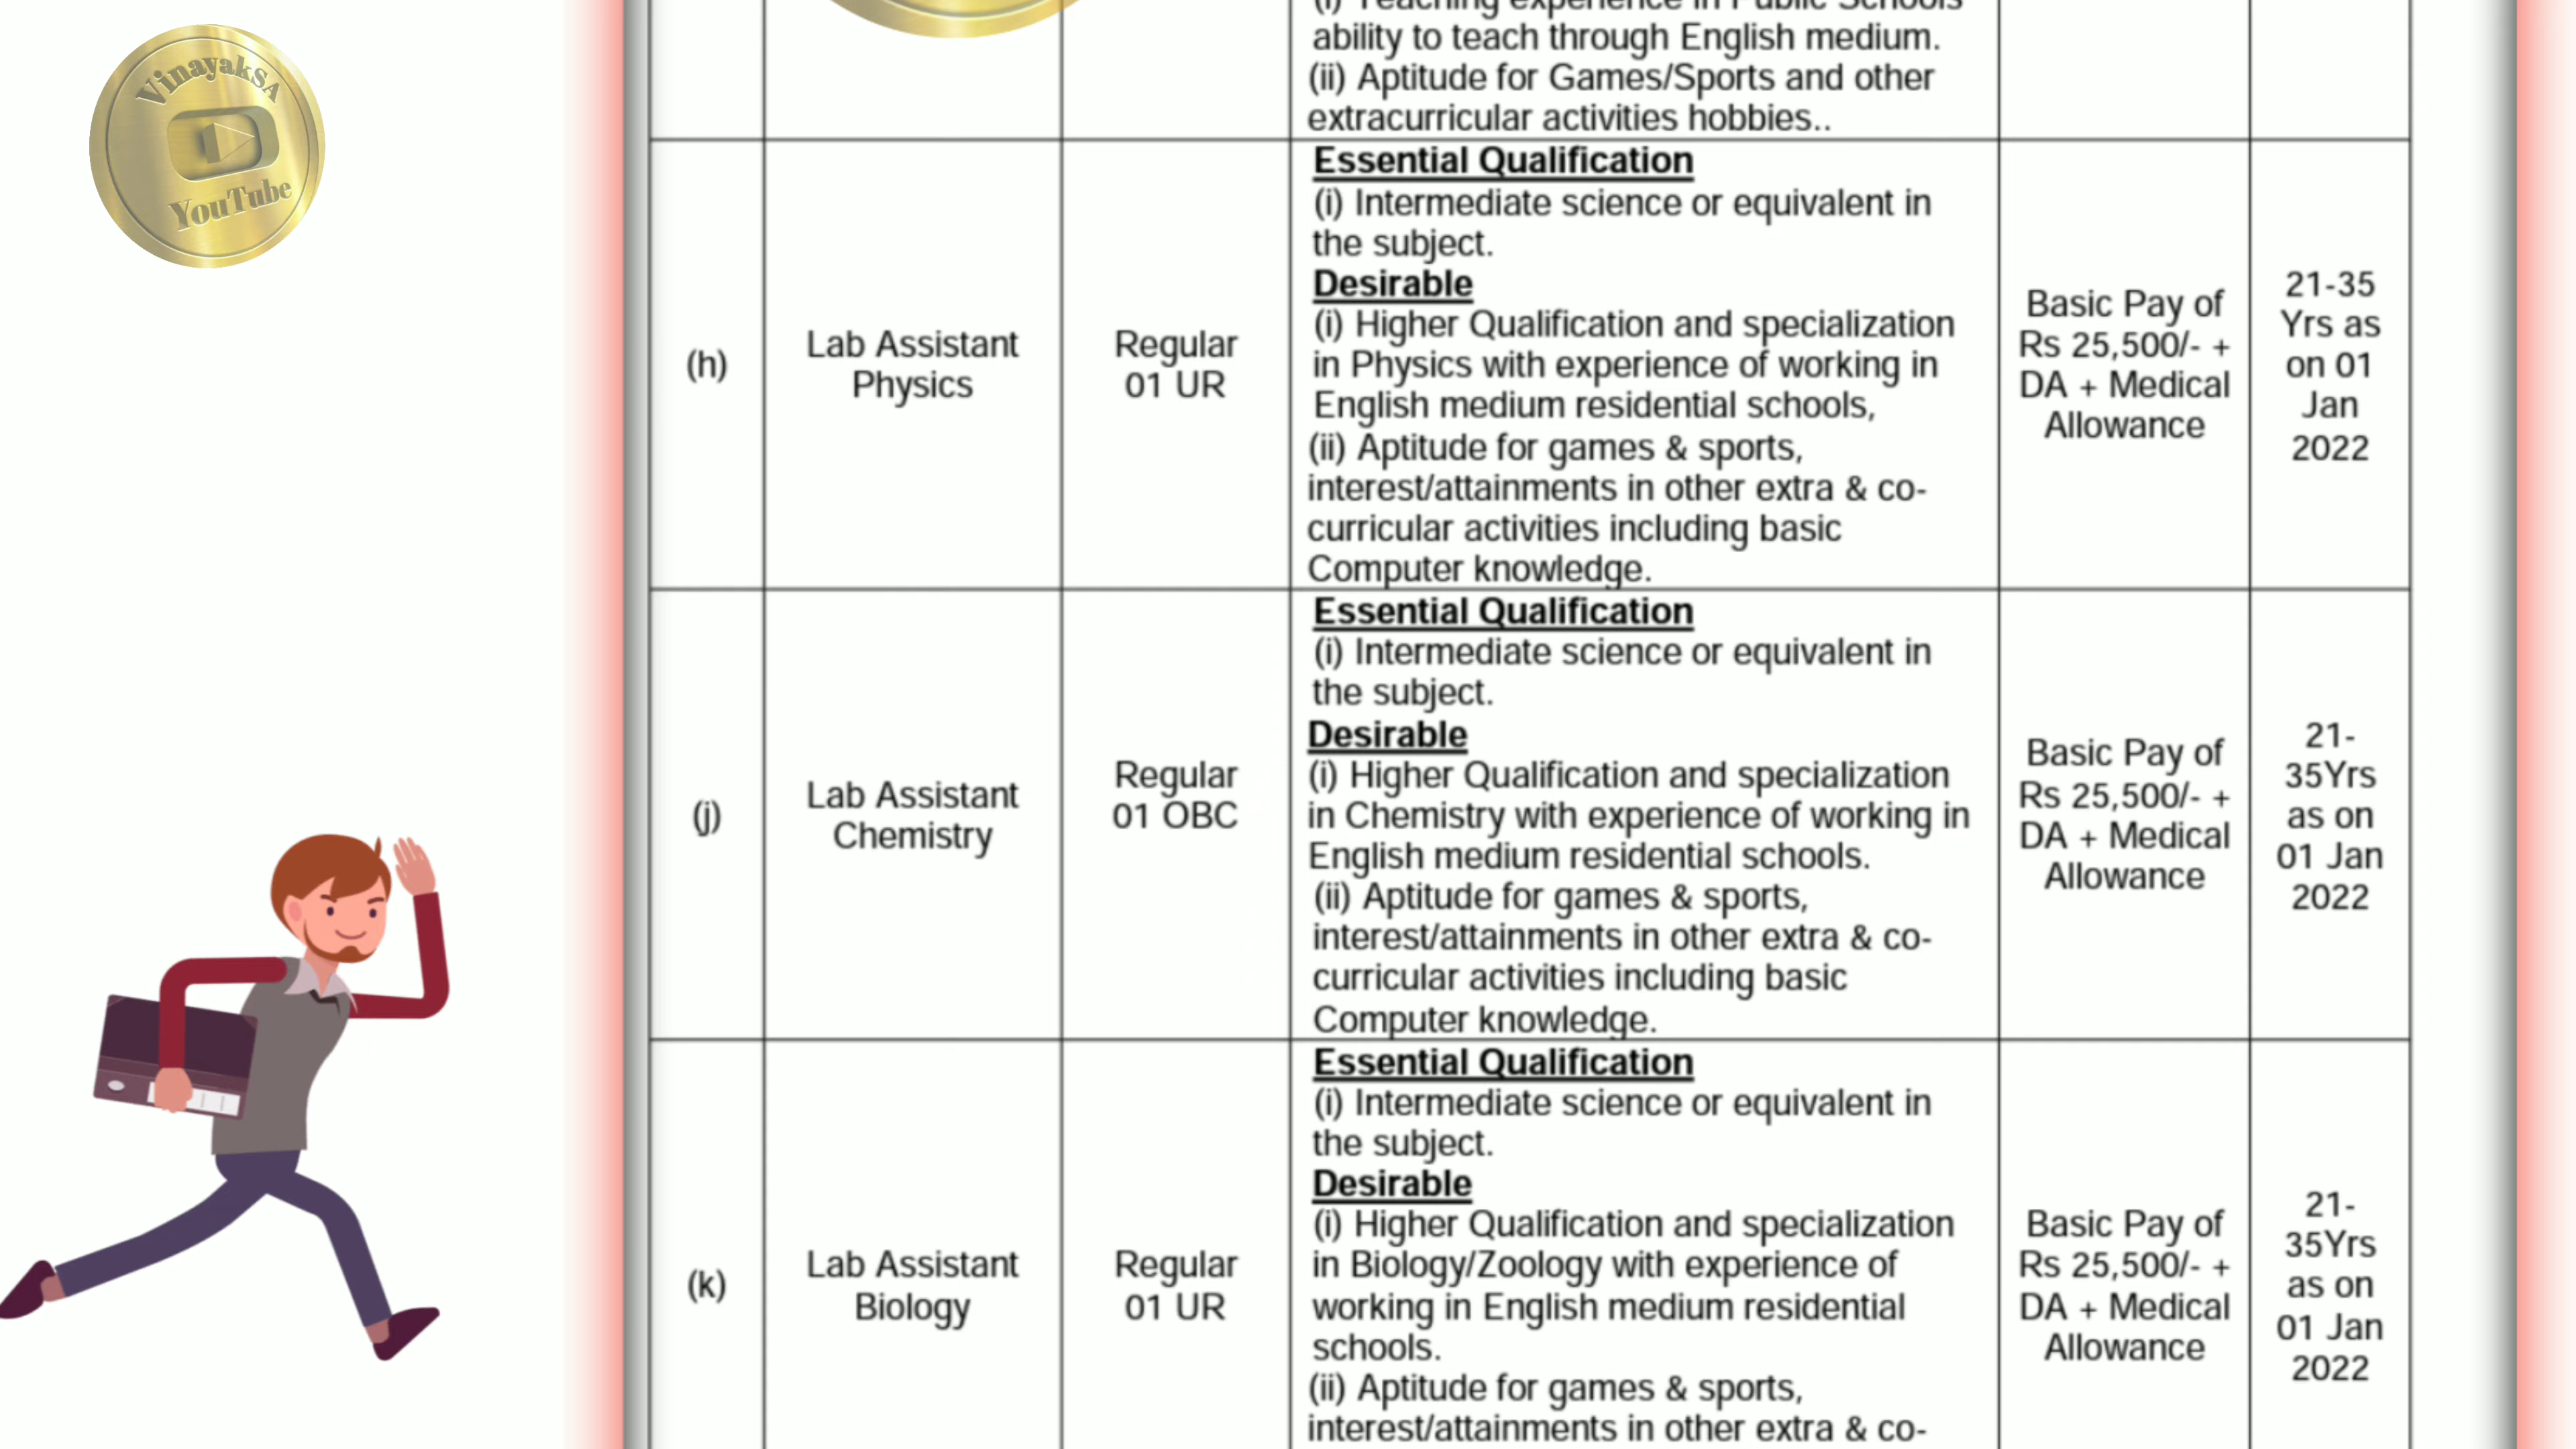 VinayakSA
YouTube
(i) Teaching experience in Public Schools
ability to teach through English medium.
(ii) Aptitude for Games/Sports and other
extracurricular activities hobbies..
(h)
Lab Assistant
Physics
Regular
01 UR
Essential Qualification
(i) Intermediate science or equivalent in
the subject.
Desirable
(i) Higher Qualification and specialization
in Physics with experience of working in
English medium residential schools,
(ii) Aptitude for games & sports,
interest/attainments in other extra & co-
curricular activities including basic
Computer knowledge.
Basic Pay of
Rs 25,500/- +
DA + Medical
Allowance
21-35
Yrs as
on 01
Jan
2022
(j)
Lab Assistant
Chemistry
Regular
01 OBC
Essential Qualification
(i) Intermediate science or equivalent in
the subject.
Desirable
(i) Higher Qualification and specialization
in Chemistry with experience of working in
English medium residential schools.
(ii) Aptitude for games & sports,
interest/attainments in other extra & co-
curricular activities including basic
Computer knowledge.
Basic Pay of
Rs 25,500/- +
DA + Medical
Allowance
21-
35Yrs
as on
01 Jan
2022
(k)
Lab Assistant
Biology
Regular
01 UR
Essential Qualification
(i) Intermediate science or equivalent in
the subject.
Desirable
(i) Higher Qualification and specialization
in Biology/Zoology with experience of
working in English medium residential
schools.
(ii) Aptitude for games & sports,
interest/attainments in other extra & co-
Basic Pay of
Rs 25,500/- +
DA + Medical
Allowance
21-
35Yrs
as on
01 Jan
2022